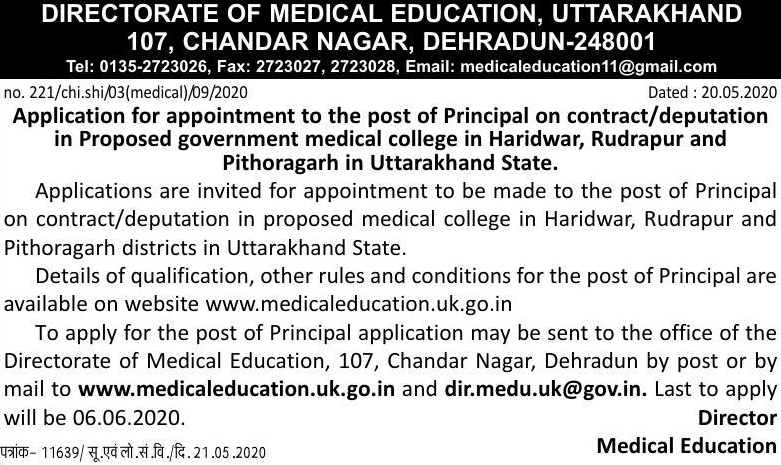 DIRECTORATE OF MEDICAL EDUCATION, UTTARAKHAND
107, CHANDAR NAGAR, DEHRADUN-248001
Tel: 0135-2723026, Fax: 2723027, 2723028, Email: medicaleducation11@gmail.com
no. 221/chi.shi/03(medical)/09/2020 Dated : 20.05.2020
Application for appointment to the post of Principal on contract/deputation
in Proposed government medical college in Haridwar, Rudrapur and
Pithoragarh in Uttarakhand State.
Applications are invited for appointment to be made to the post of Principal
on contract/deputation in proposed medical college in Haridwar, Rudrapur and
Pithoragarh districts in Uttarakhand State.
Details of qualification, other rules and conditions for the post of Principal are
available on website www.medicaleducation.uk.go.in
To apply for the post of Principal application may be sent to the office of the
Directorate of Medical Education, 107, Chandar Nagar, Dehradun by post or by
mail to www.medicaleducation.uk.go.in and dir.medu.uk@gov.in. Last to apply
will be 06.06.2020. Director
Medical Education
पत्रांक– 11639/ सू.एवं लो.सं.वि./दि. 21.05.2020